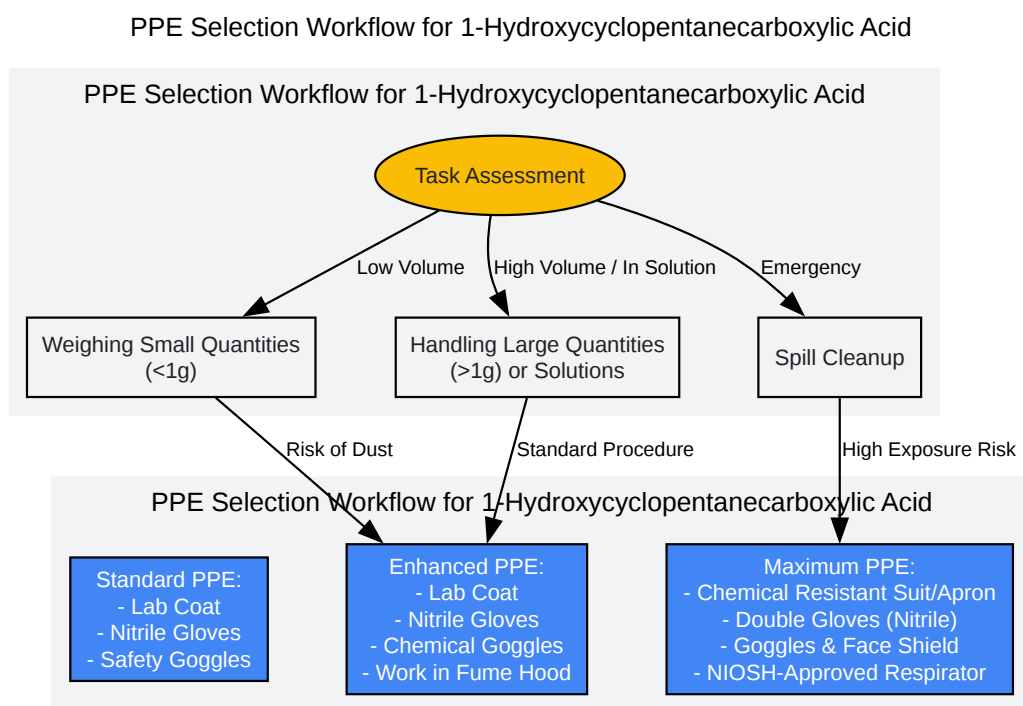 PPE Selection Workflow for 1-Hydroxycyclopentanecarboxylic Acid
PPE Selection Workflow for 1-Hydroxycyclopentanecarboxylic Acid
Task Assessment
Low Volume
High Volume / In Solution
Emergency
Weighing Small Quantities
(<1g)
Handling Large Quantities
(>1g) or Solutions
Spill Cleanup
Risk of Dust
Standard Procedure
High Exposure Risk
PPE Selection Workflow for 1-Hydroxycyclopentanecarboxylic Acid
Standard PPE:
- Lab Coat
- Nitrile Gloves
- Safety Goggles
Enhanced PPE:
- Lab Coat
- Nitrile Gloves
- Chemical Goggles
- Work in Fume Hood
Maximum PPE:
- Chemical Resistant Suit/Apron
- Double Gloves (Nitrile)
- Goggles & Face Shield
- NIOSH-Approved Respirator